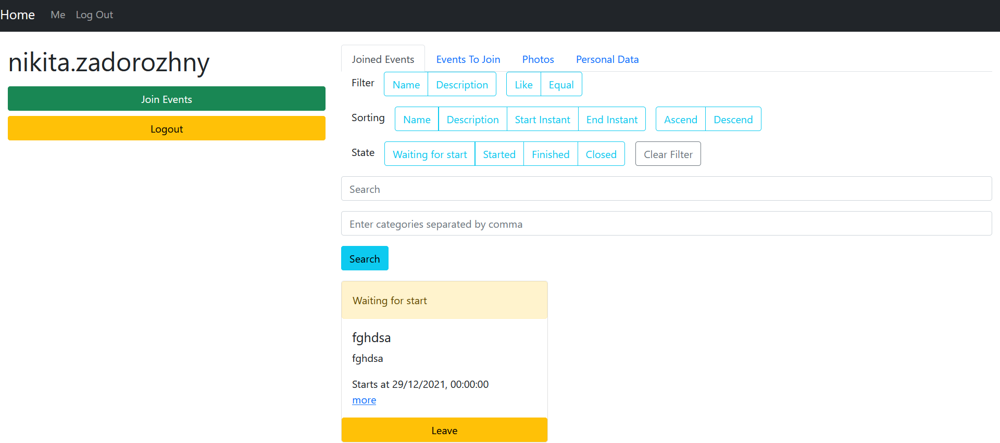 Home Me Log Out
nikita.zadorozhny
Join Events
Logout
Joined Events Events To Join Photos Personal Data
Filter Name Description Like Equal
Sorting Name Description Start Instant End Instant Ascend Descend
State Waiting for start Started Finished Closed Clear Filter
Search
Enter categories separated by comma
Search
Waiting for start
fghdsa
fghdsa
Starts at 29/12/2021, 00:00:00
more
Leave